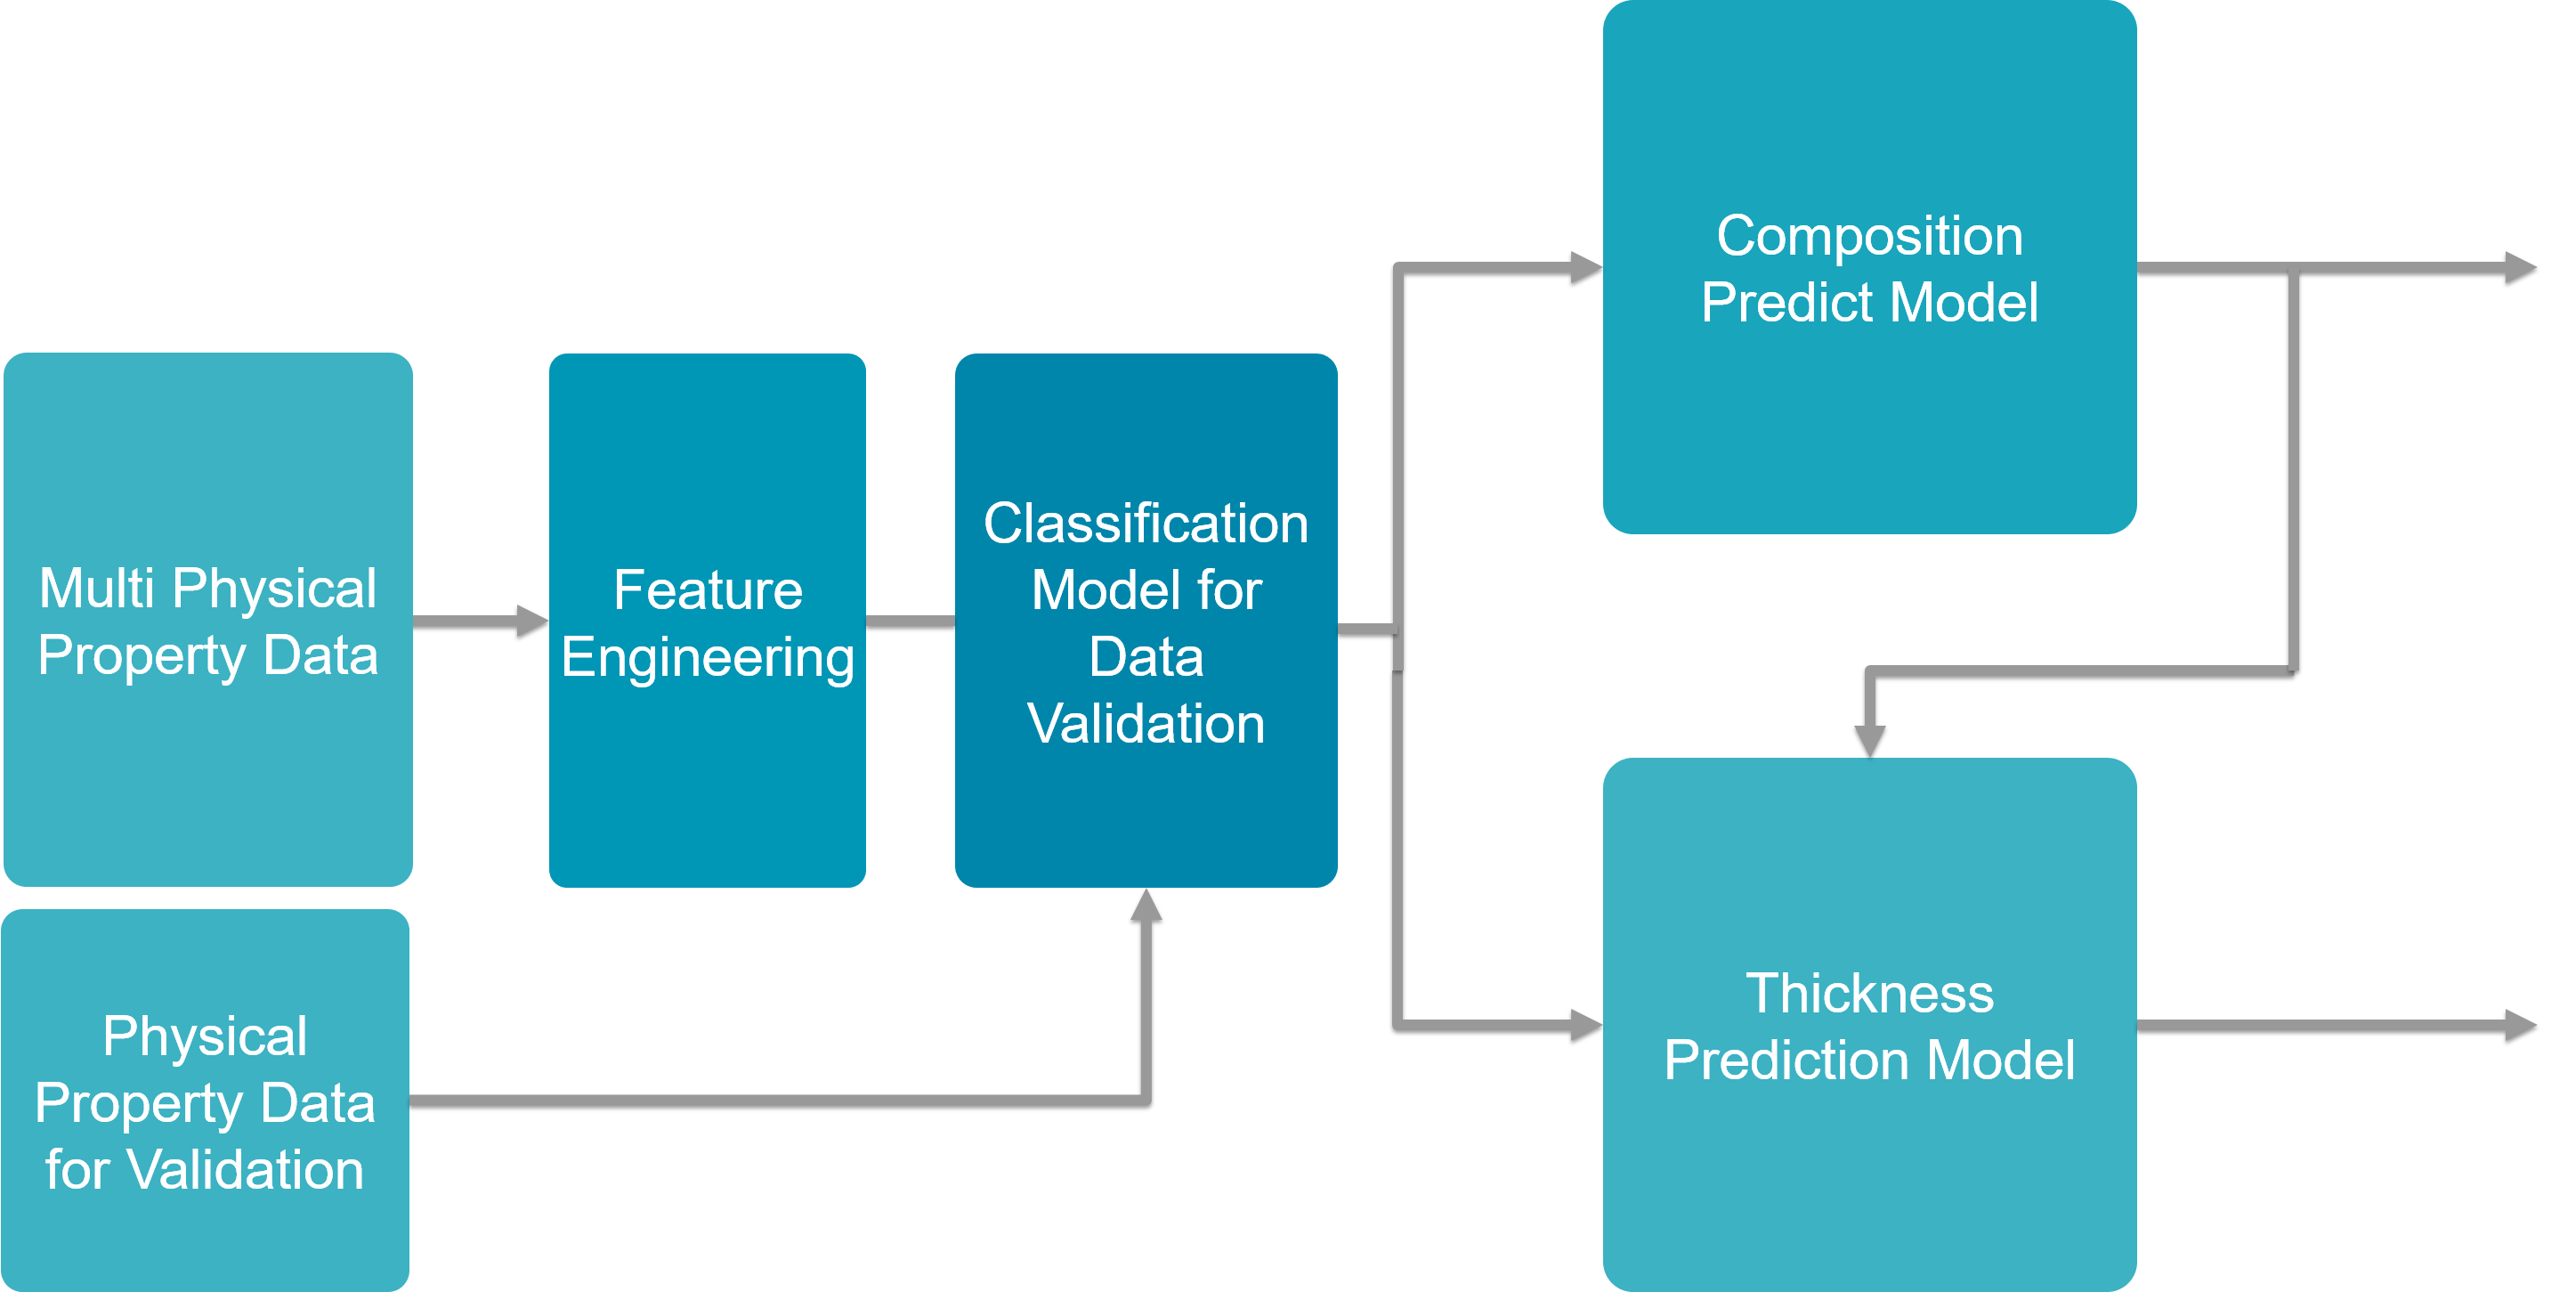 Multi Physical
Property Data
Physical
Property Data
for Validation
Feature
Engineering
Classification
Model for
Data
Validation
Composition
Predict Model
Thickness
Prediction Model